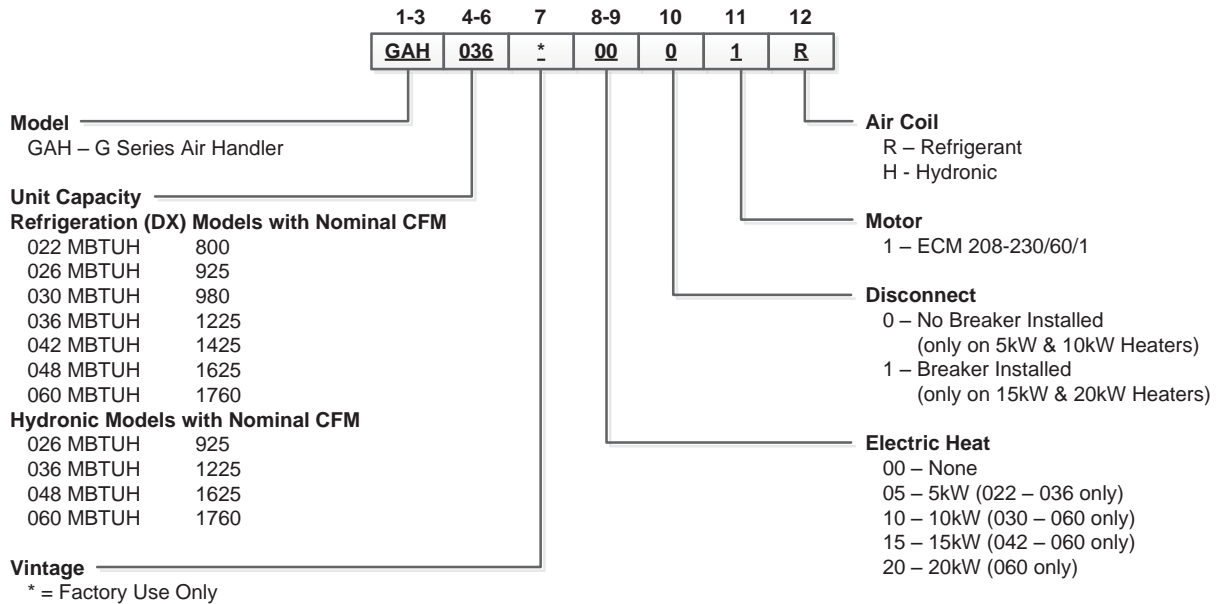 1-3 4-6 7 8-9 10 11 12
GAH 036 * 00 0 1 R
Model
GAH – G Series Air Handler
Unit Capacity
Refrigeration (DX) Models with Nominal CFM
022 MBTUH 800
026 MBTUH 925
030 MBTUH 980
036 MBTUH 1225
042 MBTUH 1425
048 MBTUH 1625
060 MBTUH 1760
Hydronic Models with Nominal CFM
026 MBTUH 925
036 MBTUH 1225
048 MBTUH 1625
060 MBTUH 1760
Vintage
* = Factory Use Only
Air Coil
R – Refrigerant
H - Hydronic
Motor
1 – ECM 208-230/60/1
Disconnect
0 – No Breaker Installed
(only on 5kW & 10kW Heaters)
1 – Breaker Installed
(only on 15kW & 20kW Heaters)
Electric Heat
00 – None
05 – 5kW (022 – 036 only)
10 – 10kW (030 – 060 only)
15 – 15kW (042 – 060 only)
20 – 20kW (060 only)